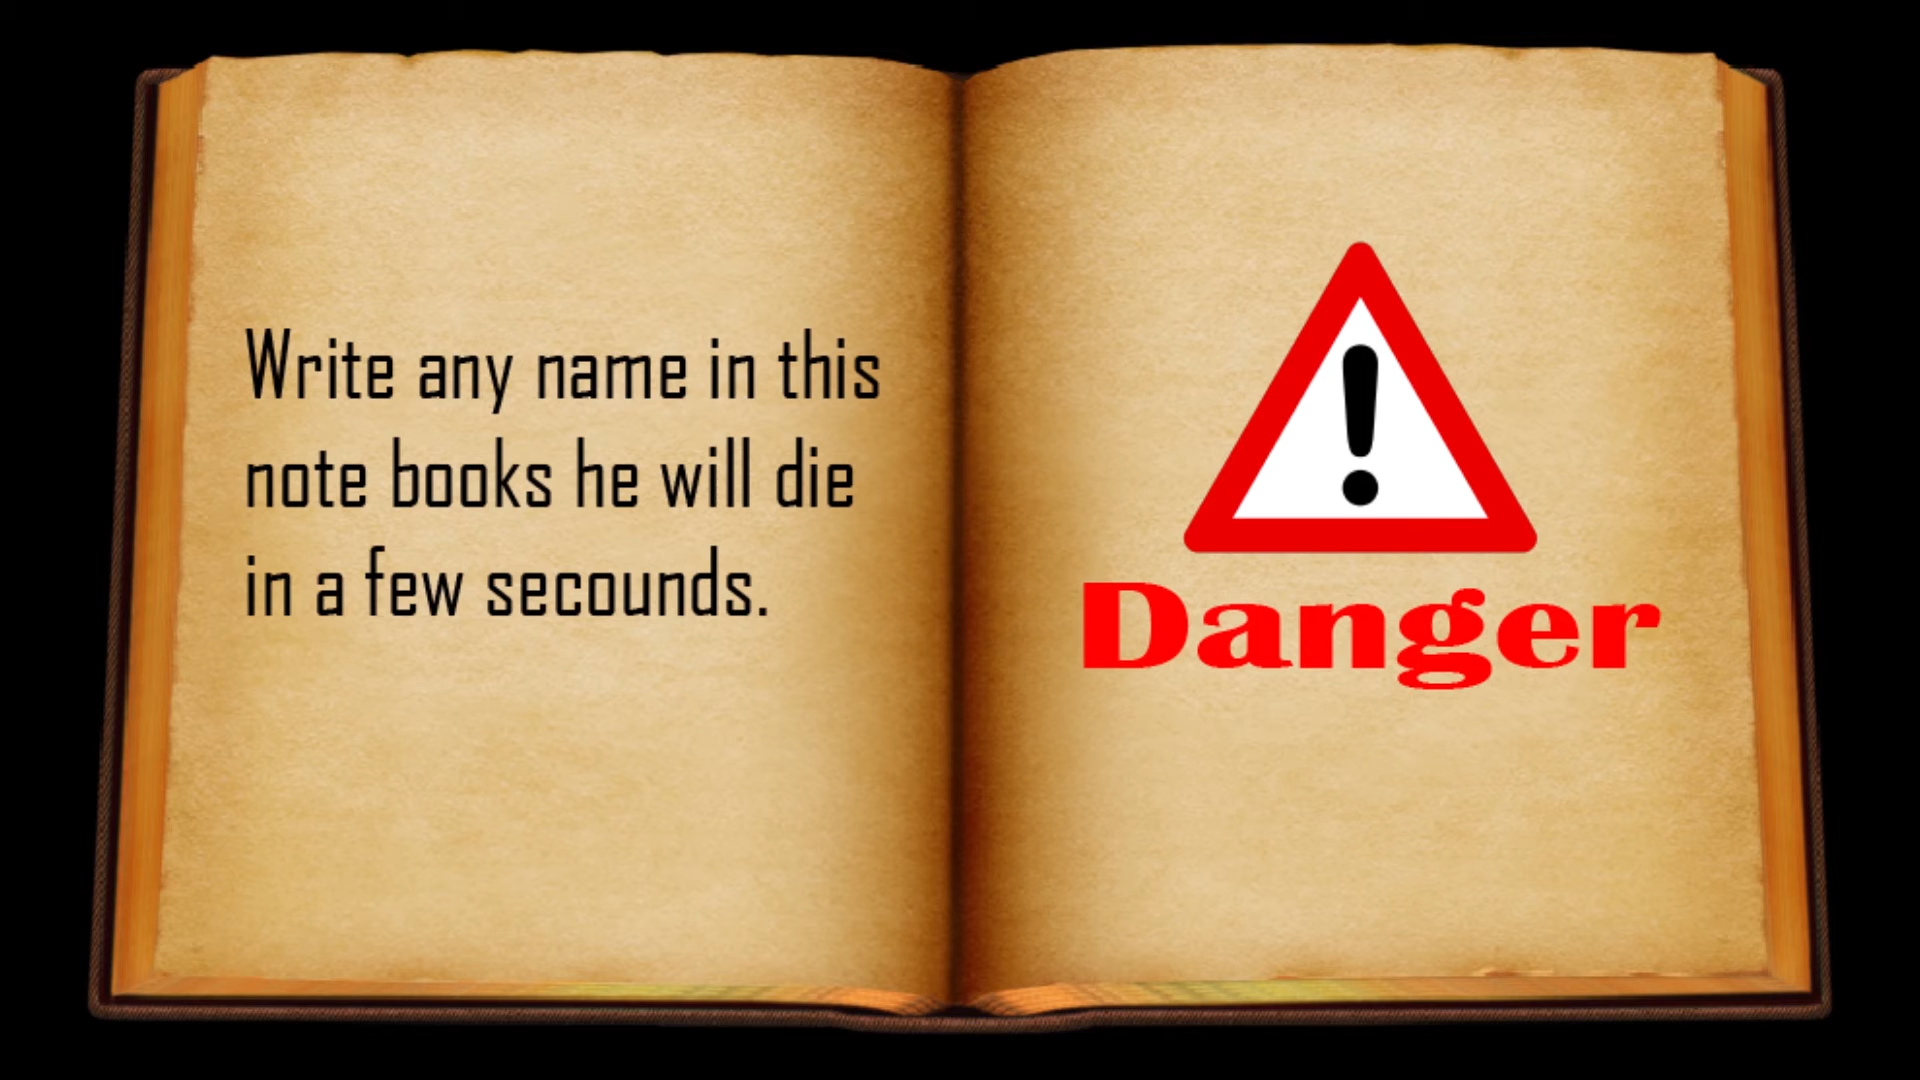 Write any name in this
note books he will die
in a few secounds.
!
Danger